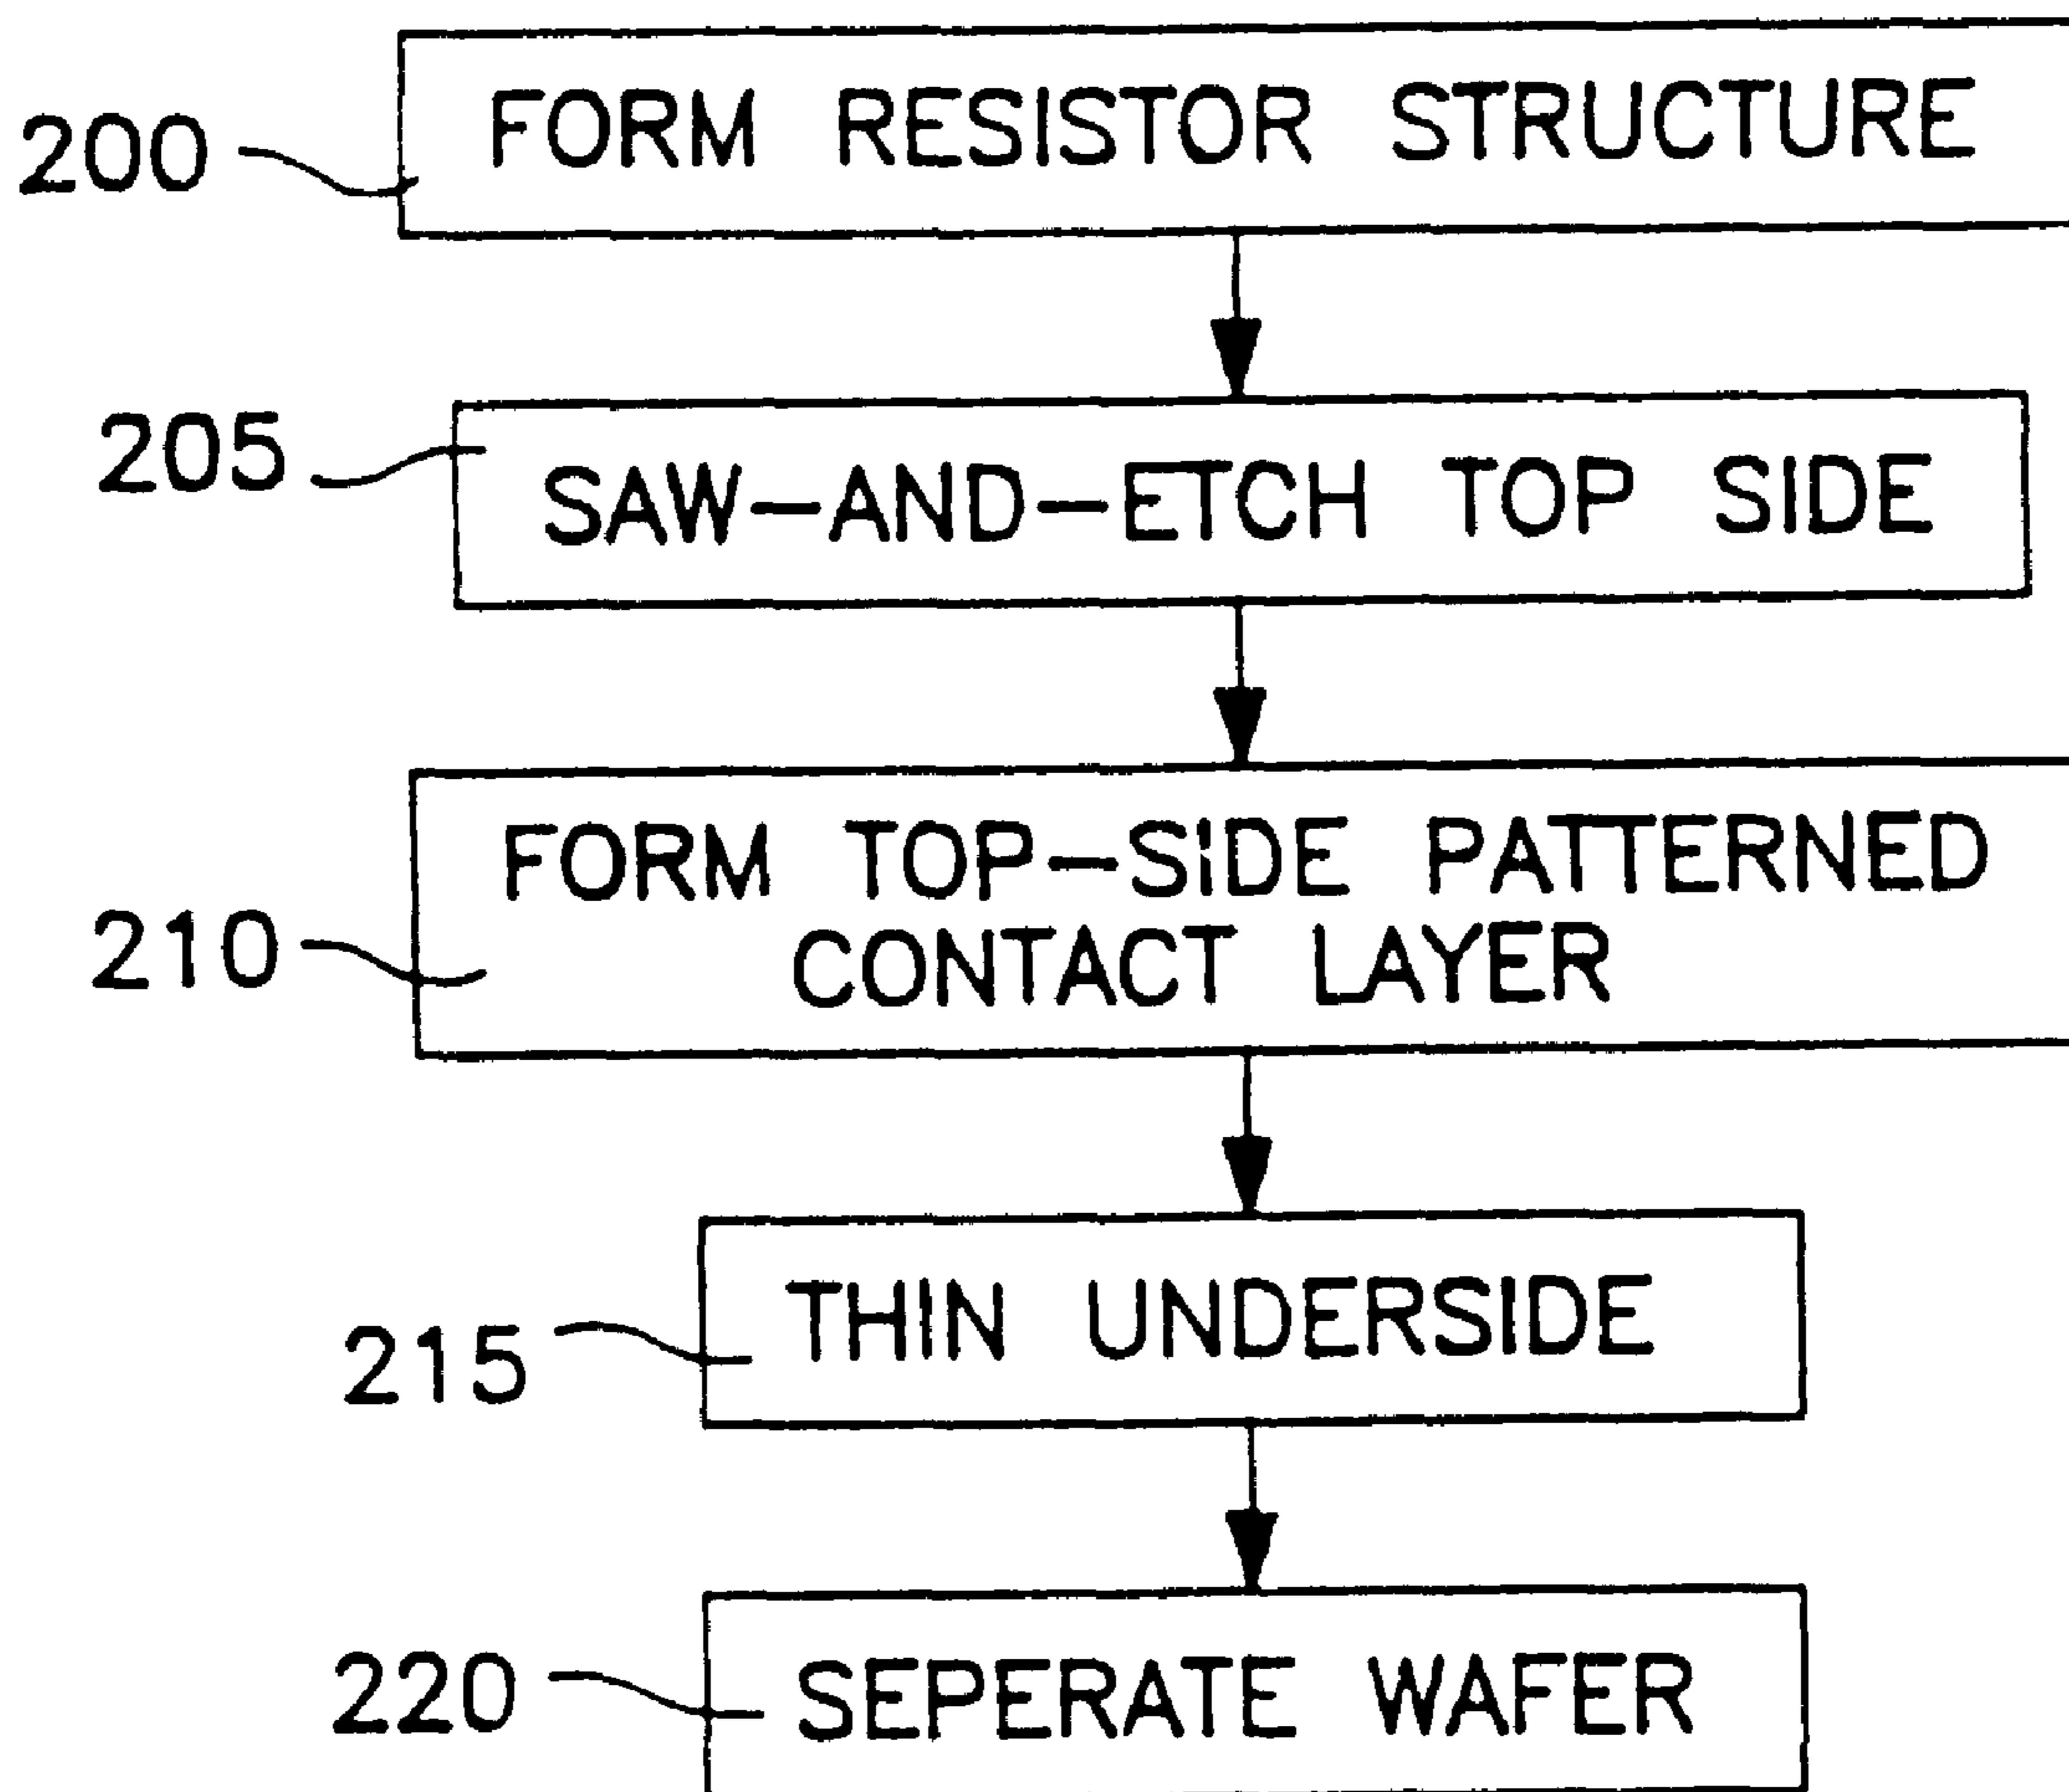 200
FORM RESISTOR STRUCTURE
205
SAW-AND-ETCH TOP SIDE
FORM TOP-SIDE PATTERNED
210
CONTACT LAYER
THIN UNDERSIDE
215
220
SEPERATE WAFER